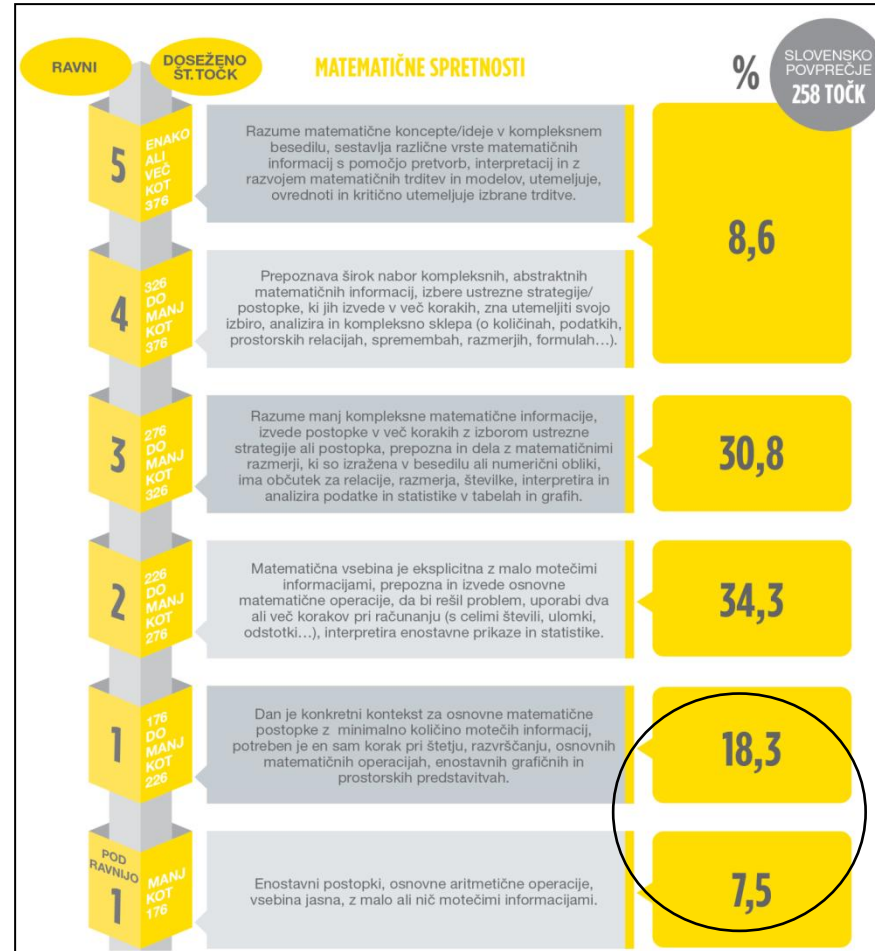 RAVNI
DOSEŽENO
ŠT. TOČK
MATEMATIČNE SPRETNOSTI
%
SLOVENSKO
POVPREČJE
258 TOČK
5
ENAKO
ALI
VEČ
KOT
376
Razume matematične koncepte/ideje v kompleksnem
besedilu, sestavlja različne vrste matematičnih
informacij s pomočjo pretvorb, interpretacij in z
razvojem matematičnih trditev in modelov, utemeljuje,
ovrednoti in kritično utemeljuje izbrane trditve.
8,6
4
326
DO
MANJ
KOT
376
Prepoznava širok nabor kompleksnih, abstraktnih
matematičnih informacij, izbere ustrezne strategije/
postopke, ki jih izvede v več korakih, zna utemeljiti svojo
izbiro, analizira in kompleksno sklepa (o količinah, podatkih,
prostorskih relacijah, spremembah, razmerjih, formulah…).
3
276
DO
MANJ
KOT
326
Razume manj kompleksne matematične informacije,
izvede postopke v več korakih z izborom ustrezne
strategije ali postopka, prepozna in dela z matematičnimi
razmerji, ki so izražena v besedilu ali numerični obliki,
ima občutek za relacije, razmerja, številke, interpretira in
analizira podatke in statistike v tabelah in grafih.
30,8
2
226
DO
MANJ
KOT
276
Matematična vsebina je eksplicitna z malo motečimi
informacijami, prepozna in izvede osnovne
matematične operacije, da bi rešil problem, uporabi dva
ali več korakov pri računanju (s celimi števili, ulomki,
odstotki…), interpretira enostavne prikaze in statistike.
34,3
1
176
DO
MANJ
KOT
226
Dan je konkretni kontekst za osnovne matematične
postopke z minimalno količino motečih informacij,
potreben je en sam korak pri štetju, razvrščanju, osnovnih
matematičnih operacijah, enostavnih grafičnih in
prostorskih predstavitvah.
18,3
POD
RAVNIJO
1
MANJ
KOT
176
Enostavni postopki, osnovne aritmetične operacije,
vsebina jasna, z malo ali nič motečimi informacijami.
7,5